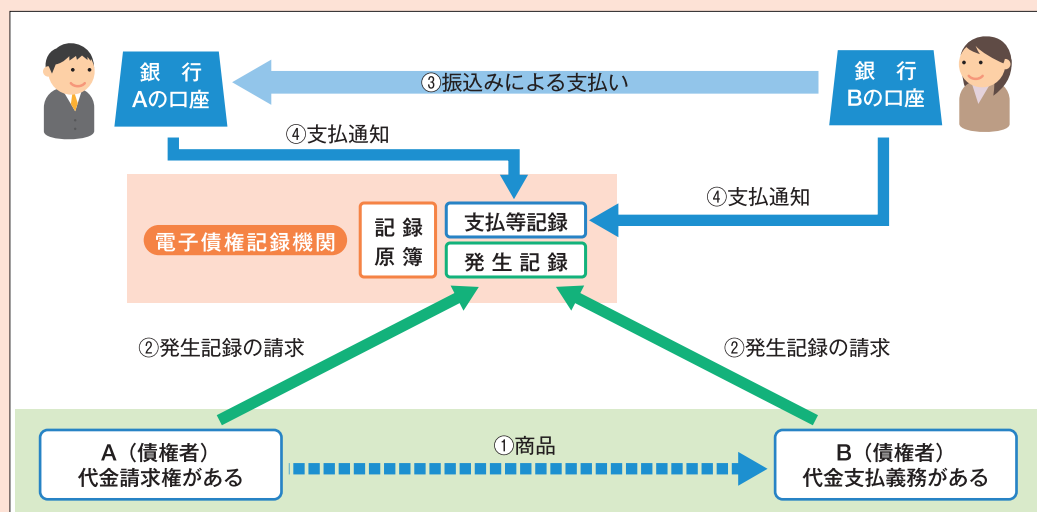 銀行
Aの口座
③振込みによる支払い
銀行
Bの口座
④支払通知
④支払通知
電子債権記録機関
記録
原簿
支払等記録
発生記録
②発生記録の請求
②発生記録の請求
A（債権者）
代金請求権がある
①商品
B（債権者）
代金支払義務がある